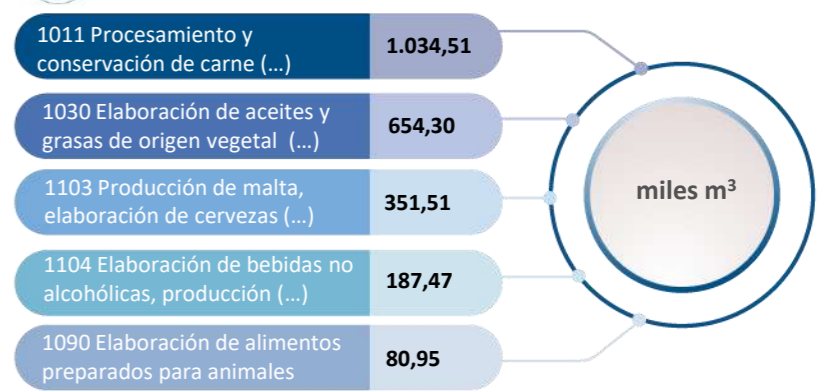 1011 Procesamiento y
conservación de carne (...)
1.034,51
1030 Elaboración de aceites y
grasas de origen vegetal (...)
654,30
1103 Producción de malta,
elaboración de cervezas (...)
351,51
1104 Elaboración de bebidas no
alcohólicas, producción (...)
187,47
1090 Elaboración de alimentos
preparados para animales
80,95
miles m³